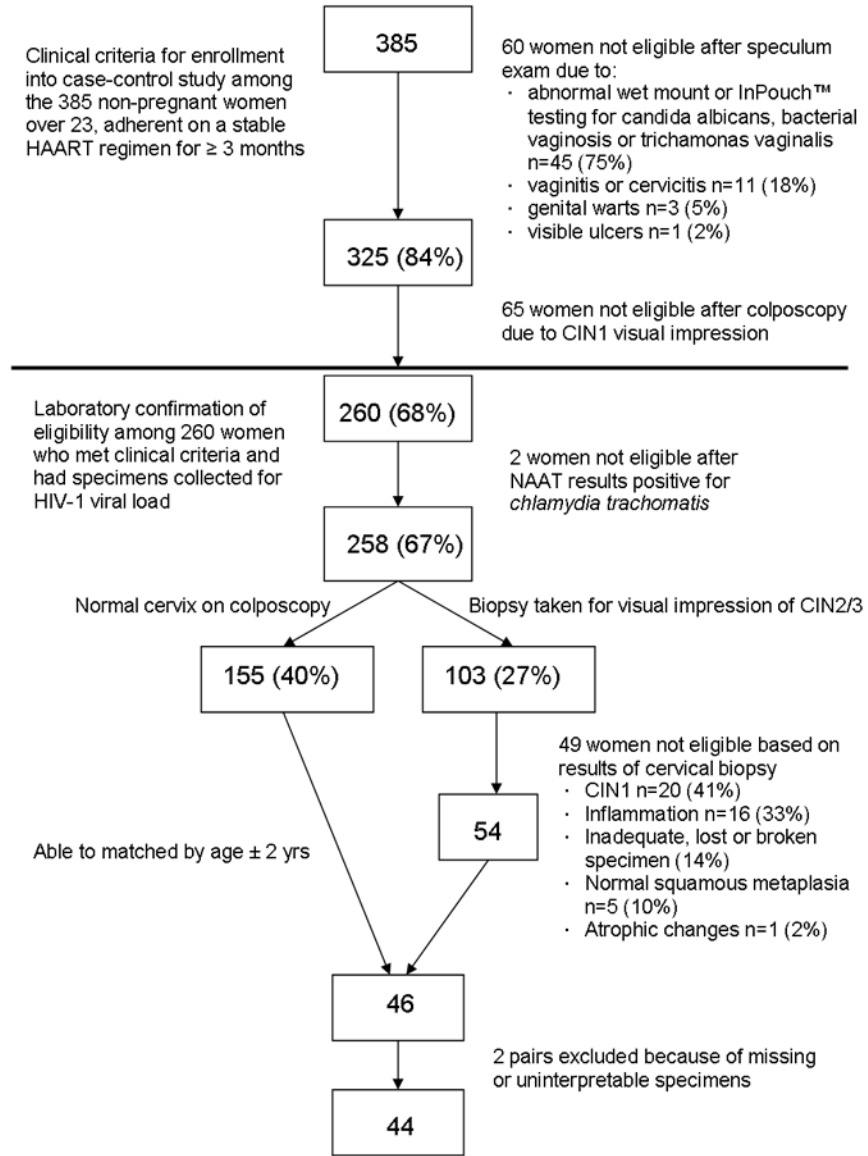 385
Clinical criteria for enrollment
into case-control study among
the 385 non-pregnant women
over 23, adherent on a stable
HAART regimen for ≥ 3 months
60 women not eligible after speculum
exam due to:
· abnormal wet mount or InPouch™
testing for candida albicans, bacterial
vaginosis or trichamonas vaginalis
n=45 (75%)
· vaginitis or cervicitis n=11 (18%)
· genital warts n=3 (5%)
· visible ulcers n=1 (2%)
325 (84%)
65 women not eligible after colposcopy
due to CIN1 visual impression
260 (68%)
Laboratory confirmation of
eligibility among 260 women
who met clinical criteria and
had specimens collected for
HIV-1 viral load
2 women not eligible after
NAAT results positive for
chlamydia trachomatis
258 (67%)
Normal cervix on colposcopy
Biopsy taken for visual impression of CIN2/3
155 (40%)
103 (27%)
49 women not eligible based on
results of cervical biopsy
· CIN1 n=20 (41%)
· Inflammation n=16 (33%)
· Inadequate, lost or broken
specimen (14%)
· Normal squamous metaplasia
n=5 (10%)
· Atrophic changes n=1 (2%)
54
Able to matched by age ± 2 yrs
46
2 pairs excluded because of missing
or uninterpretable specimens
44